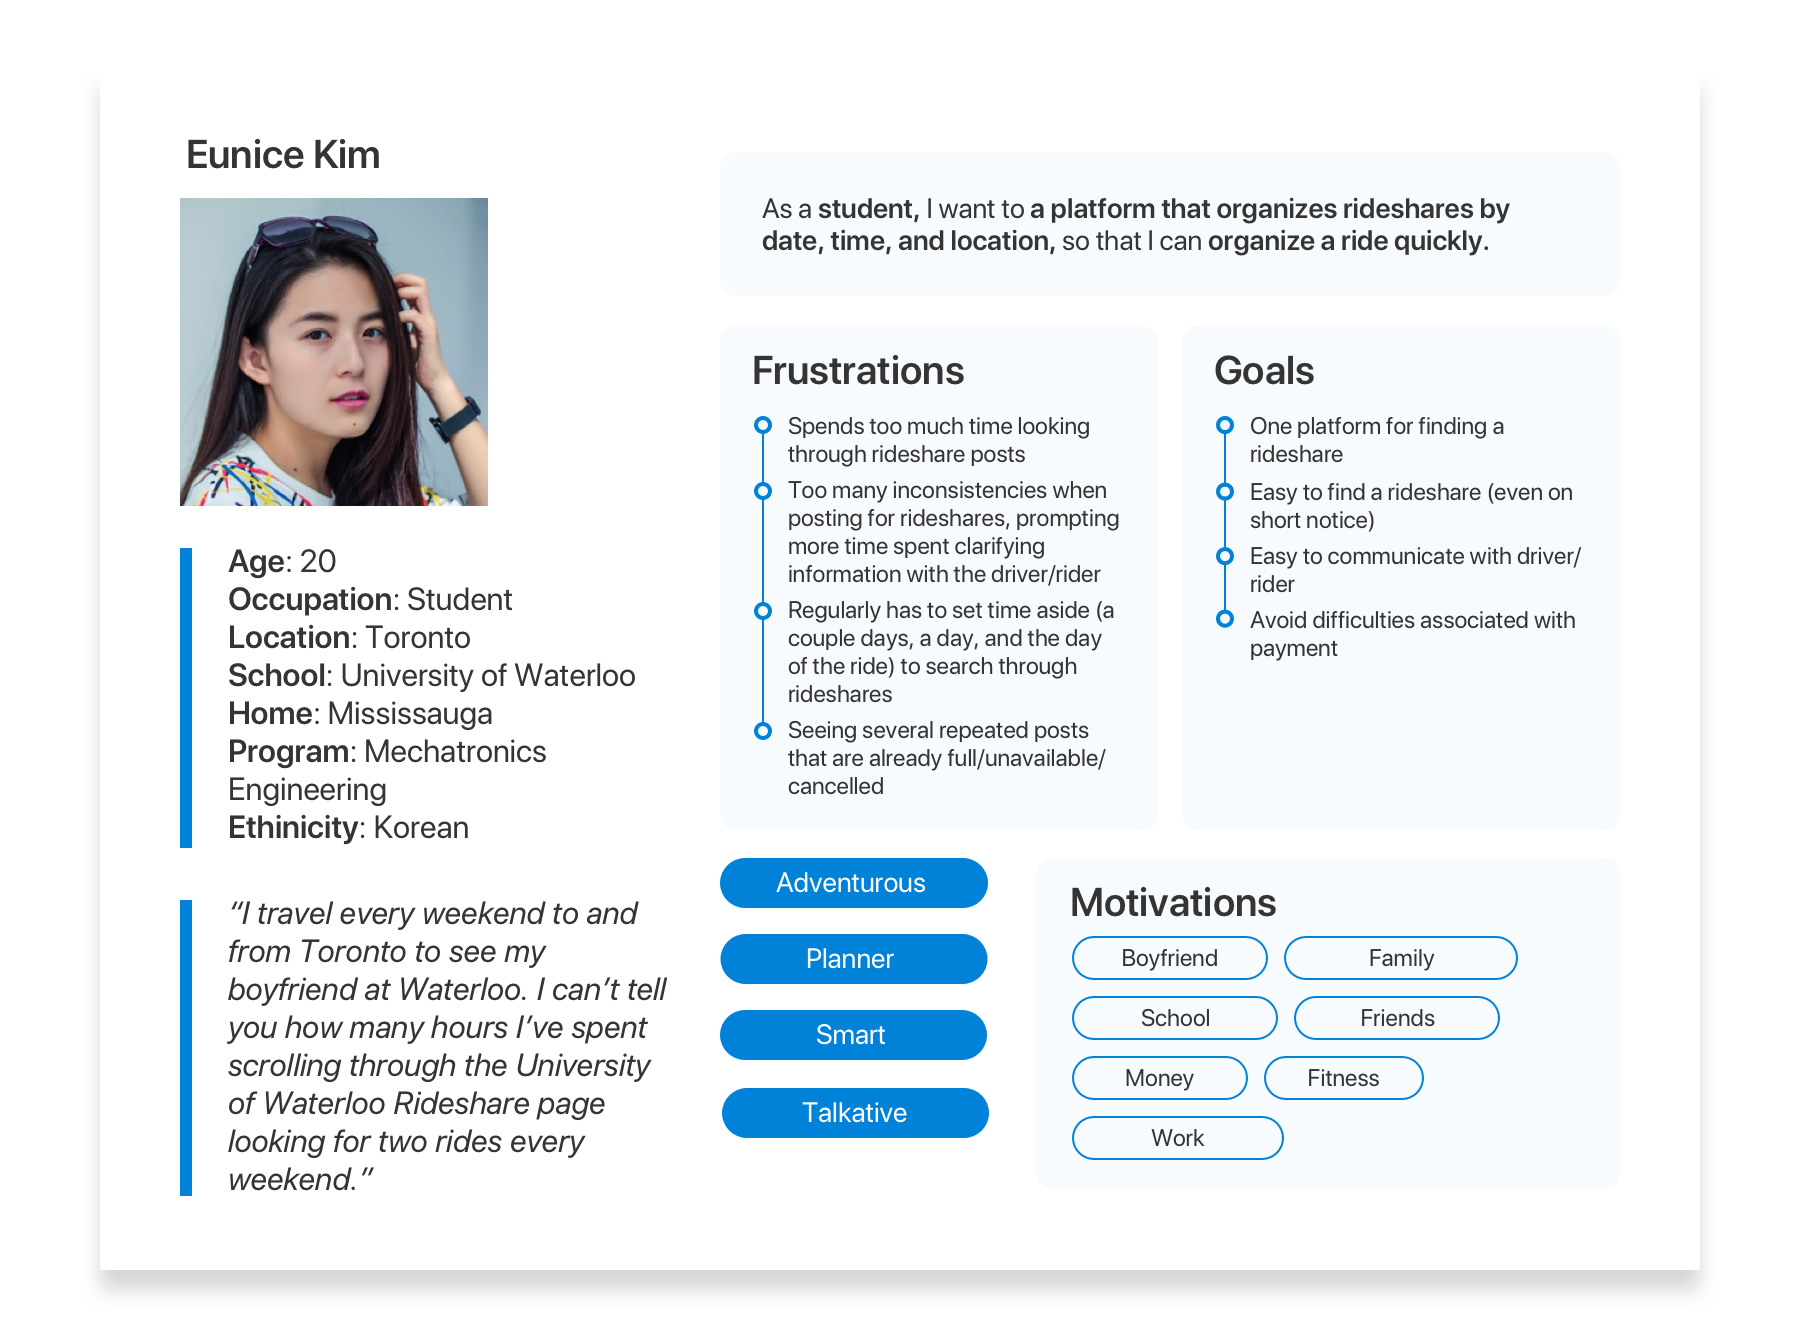 Eunice Kim
Age: 20
Occupation: Student
Location: Toronto
School: University of Waterloo
Home: Mississauga
Program: Mechatronics
Engineering
Ethinicity: Korean
“I travel every weekend to and
from Toronto to see my
boyfriend at Waterloo. I can’t tell
you how many hours I’ve spent
scrolling through the University
of Waterloo Rideshare page
looking for two rides every
weekend.”
As a student, I want to a platform that organizes rideshares by
date, time, and location, so that I can organize a ride quickly.
Frustrations
Spends too much time looking
through rideshare posts
Too many inconsistencies when
posting for rideshares, prompting
more time spent clarifying
information with the driver/rider
Regularly has to set time aside (a
couple days, a day, and the day
of the ride) to search through
rideshares
Seeing several repeated posts
that are already full/unavailable/
cancelled
Goals
One platform for finding a
rideshare
Easy to find a rideshare (even on
short notice)
Easy to communicate with driver/
rider
Avoid difficulties associated with
payment
Adventurous
Planner
Smart
Talkative
Motivations
Boyfriend
Family
School
Friends
Money
Fitness
Work